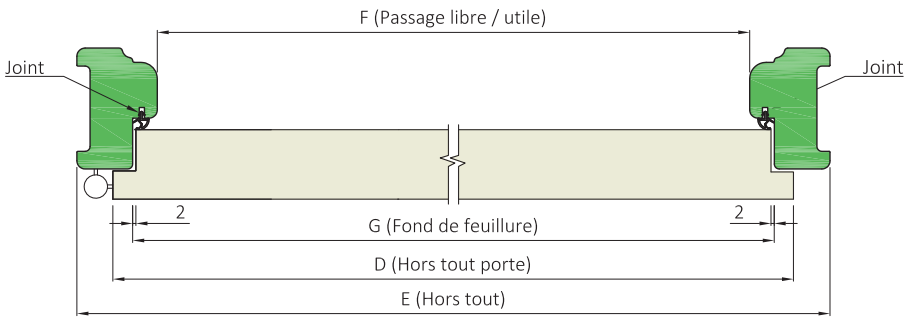 F (Passage libre / utile)
Joint
Joint
2
2
G (Fond de feuillure)
D (Hors tout porte)
E (Hors tout)